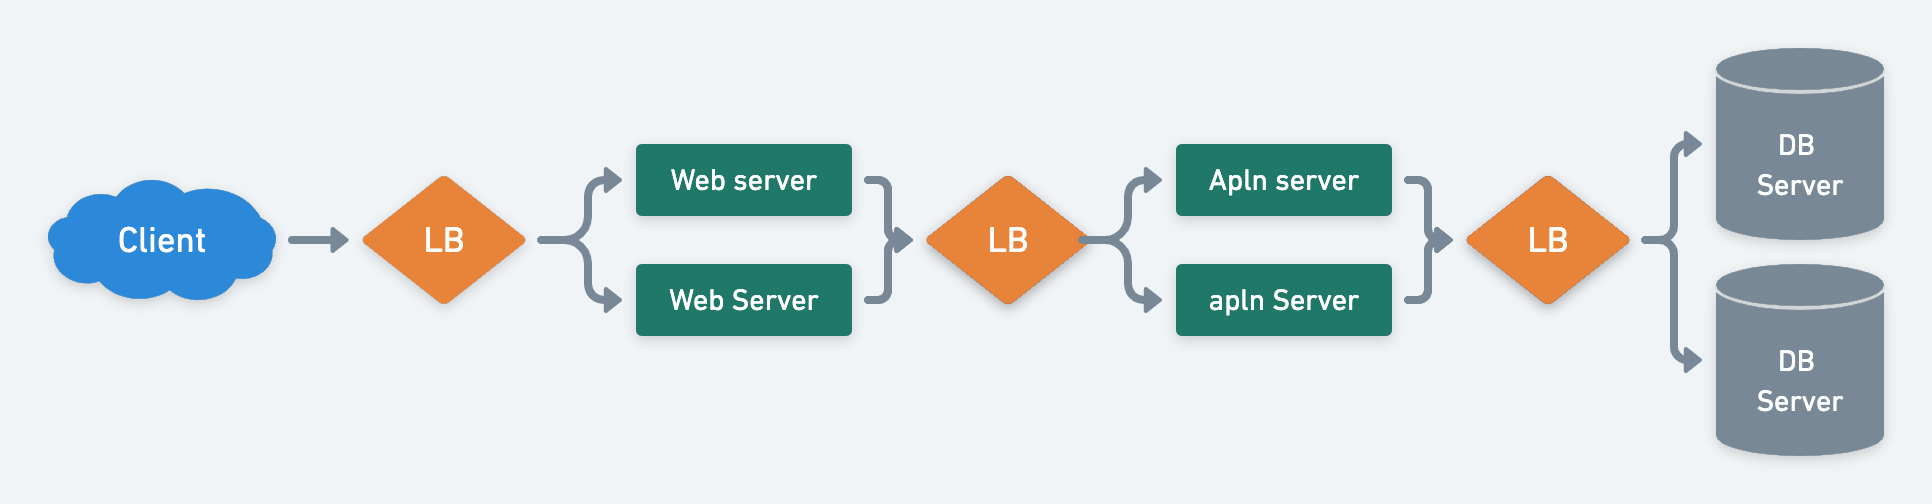 Client
LB
Web server
Web Server
LB
Apln server
apln Server
LB
DB
Server
DB
Server